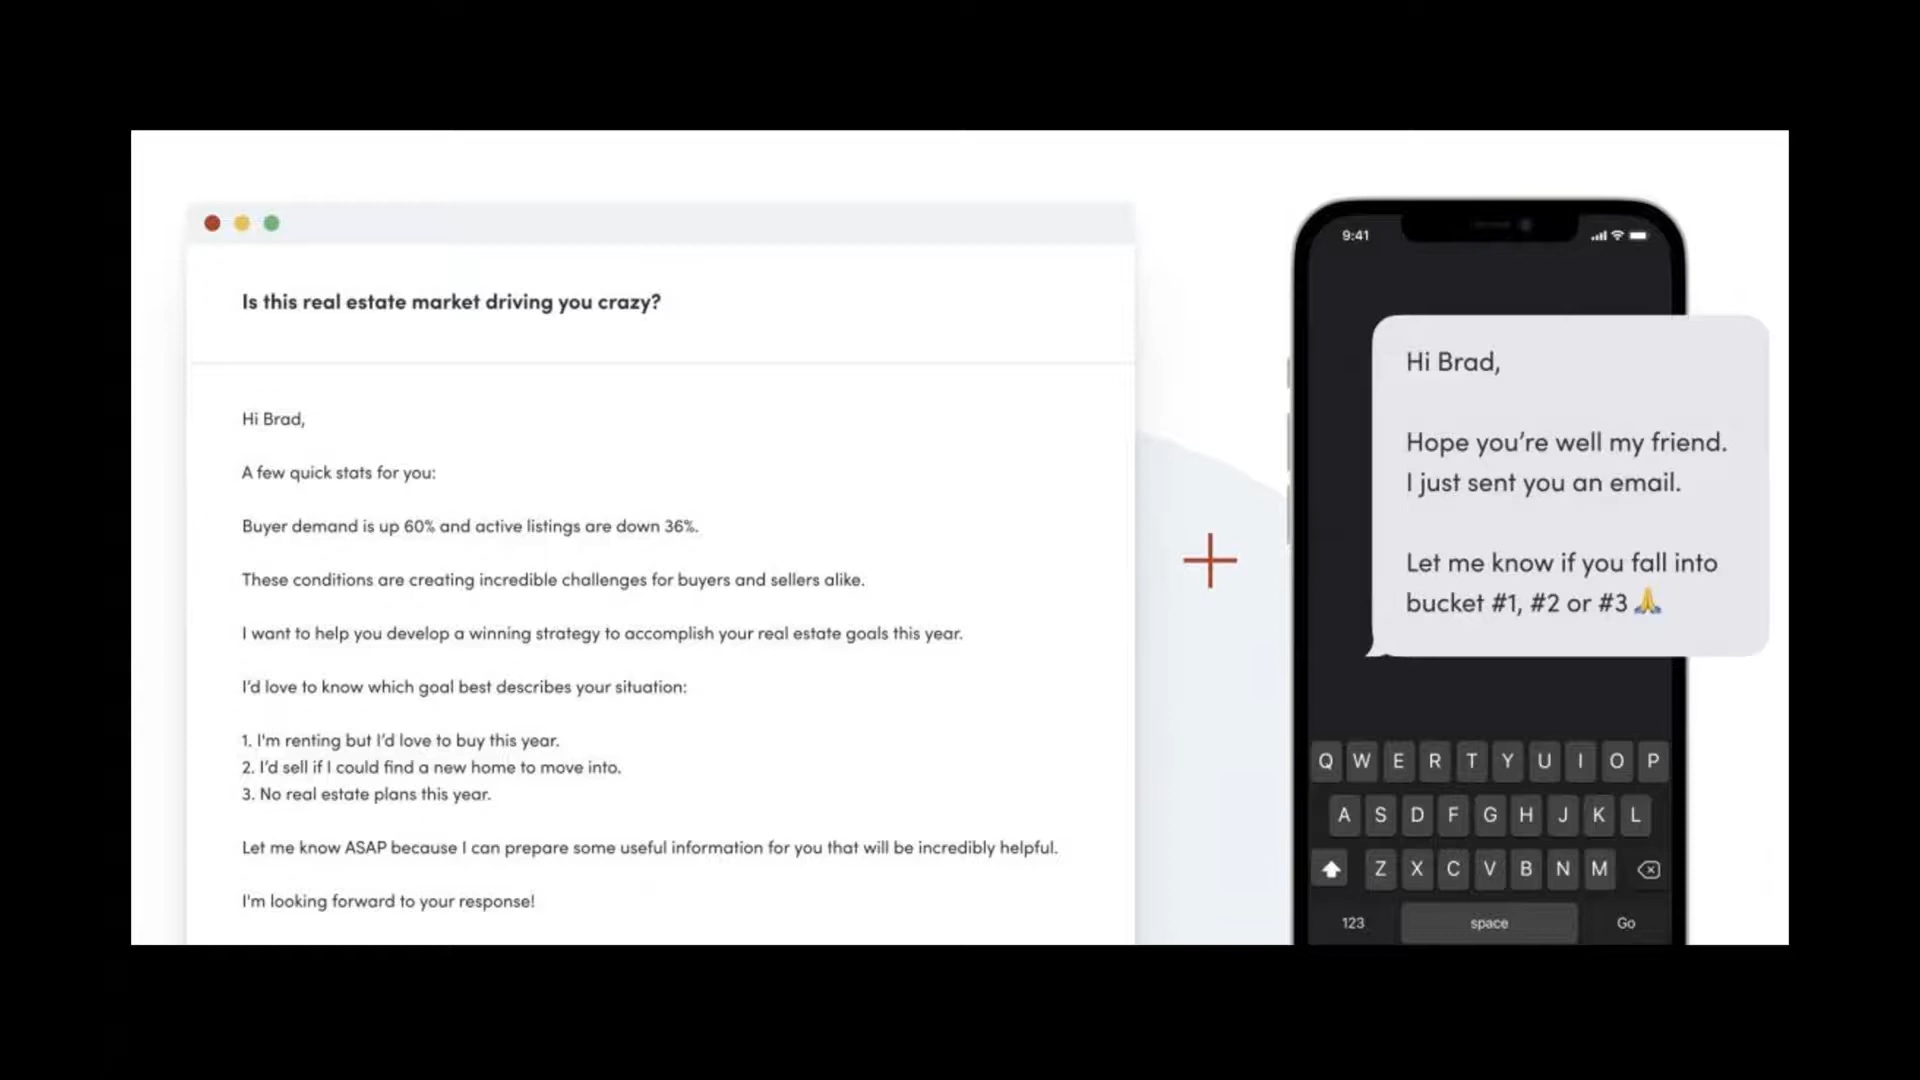 Is this real estate market driving you crazy?
Hi Brad,
A few quick stats for you:
Buyer demand is up 60% and active listings are down 36%.
These conditions are creating incredible challenges for buyers and sellers alike.
I want to help you develop a winning strategy to accomplish your real estate goals this year.
I’d love to know which goal best describes your situation:
1. I'm renting but I’d love to buy this year.
2. I’d sell if I could find a new home to move into.
3. No real estate plans this year.
Let me know ASAP because I can prepare some useful information for you that will be incredibly helpful.
I'm looking forward to your response!
9:41
Hi Brad,
Hope you’re well my friend.
I just sent you an email.
Let me know if you fall into
bucket #1, #2 or #3🙏
Q W E R T Y U I O P
A S D F G H J K L
Z X C V B N M
123 space Go